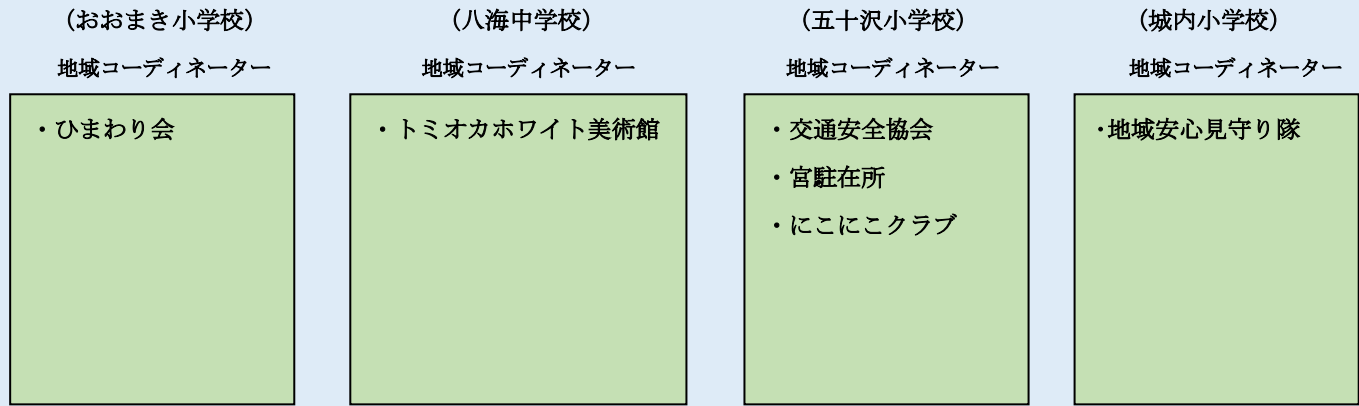 （おおまき小学校）
地域コーディネーター
・ひまわり会
（八海中学校）
地域コーディネーター
・トミオカホワイト美術館
（五十沢小学校）
地域コーディネーター
・交通安全協会
・宮駐在所
・にこにこクラブ
（城内小学校）
地域コーディネーター
・地域安心見守り隊